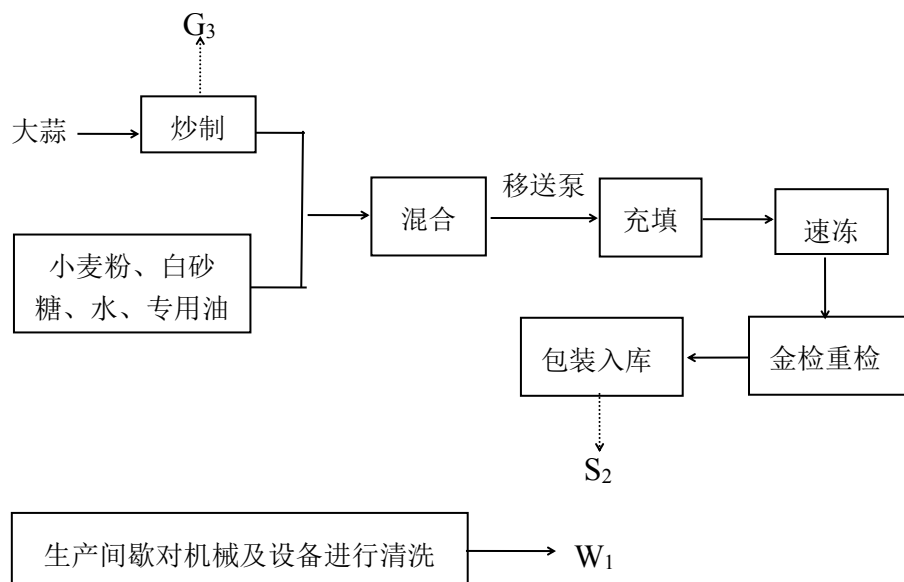 G₃
大蒜
炒制
小麦粉、白砂
糖、水、专用油
混合
移送泵
充填
速冻
金检重检
包装入库
S₂
生产间歇对机械及设备进行清洗
W₁